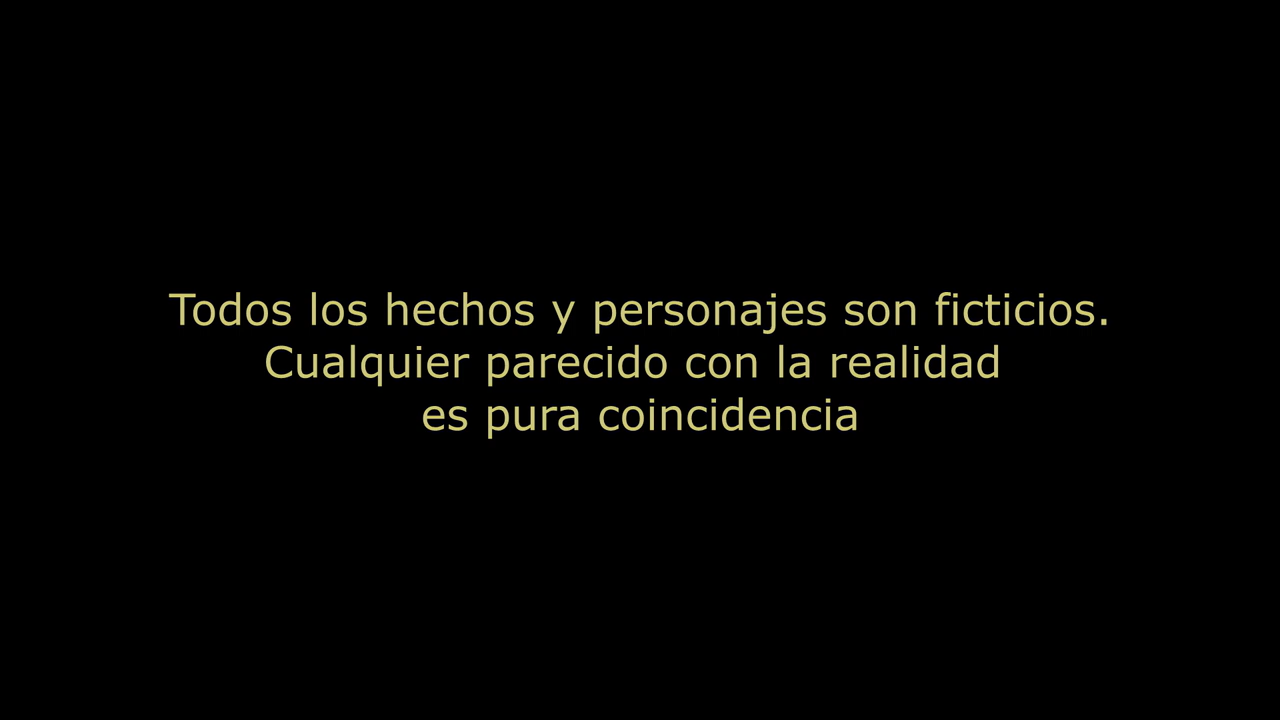 Todos los hechos y personajes son ficticios.
Cualquier parecido con la realidad
es pura coincidencia